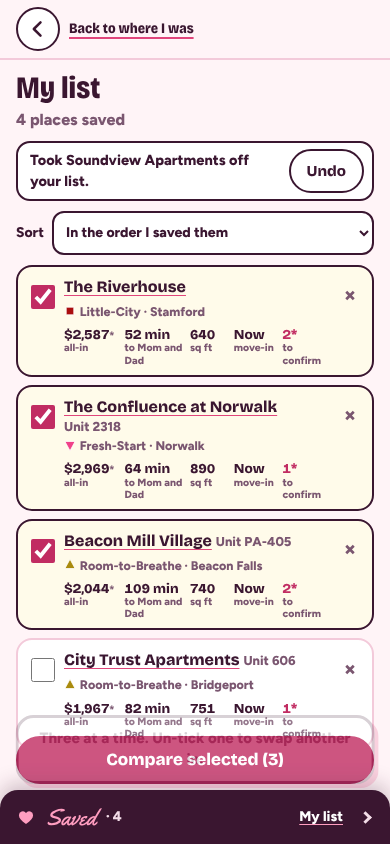 Back to where I was
My list
4 places saved
Took Soundview Apartments off
your list.
Undo
Sort
In the order I saved them
The Riverhouse
Little-City · Stamford
$2,587* 52 min 640 Now 2*
all-in to Mom and sq ft move-in to
Dad confirm
The Confluence at Norwalk
Unit 2318
Fresh-Start · Norwalk
$2,969* 64 min 890 Now 1*
all-in to Mom and sq ft move-in to
Dad confirm
Beacon Mill Village Unit PA-405
Room-to-Breathe · Beacon Falls
$2,044* 109 min 740 Now 2*
all-in to Mom and sq ft move-in to
Dad confirm
City Trust Apartments Unit 606
Room-to-Breathe · Bridgeport
$1,967* 82 min 751 Now 1*
all-in to Mom and sq ft move-in to
Dad confirm
Three at a time. Un-tick one to swap another
Compare selected (3)
Saved · 4
My list